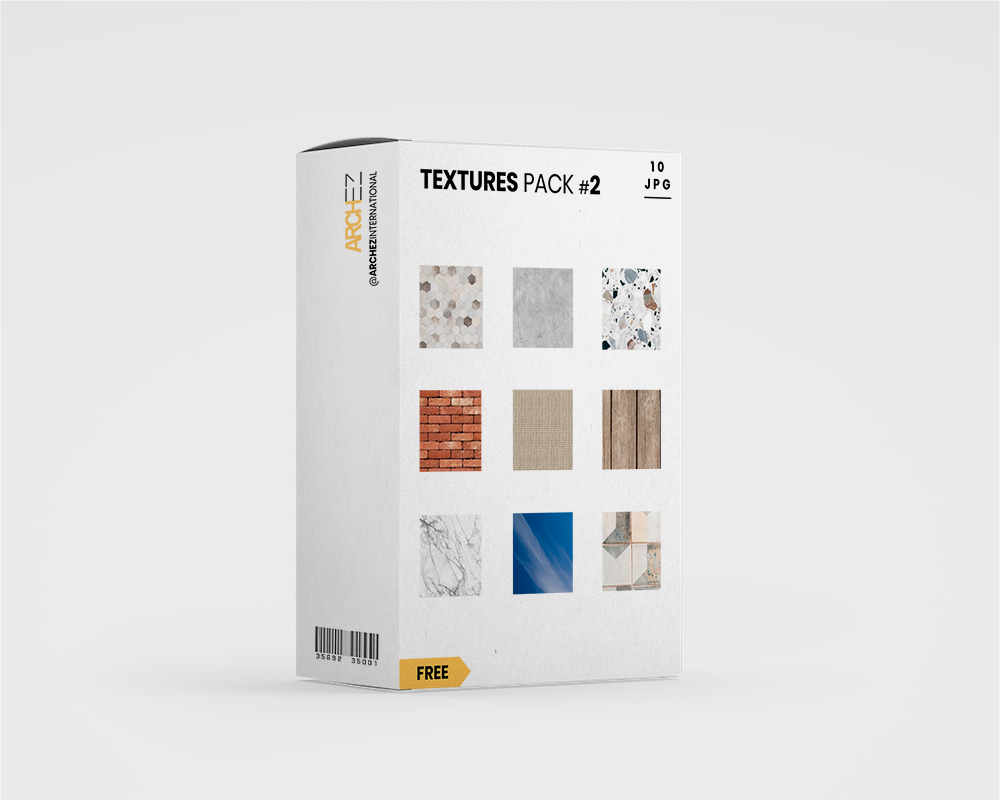 TEXTURES PACK #2
10
JPG
ARCHEZ
@ARCHEZINTERNATIONAL
35692 35001
FREE